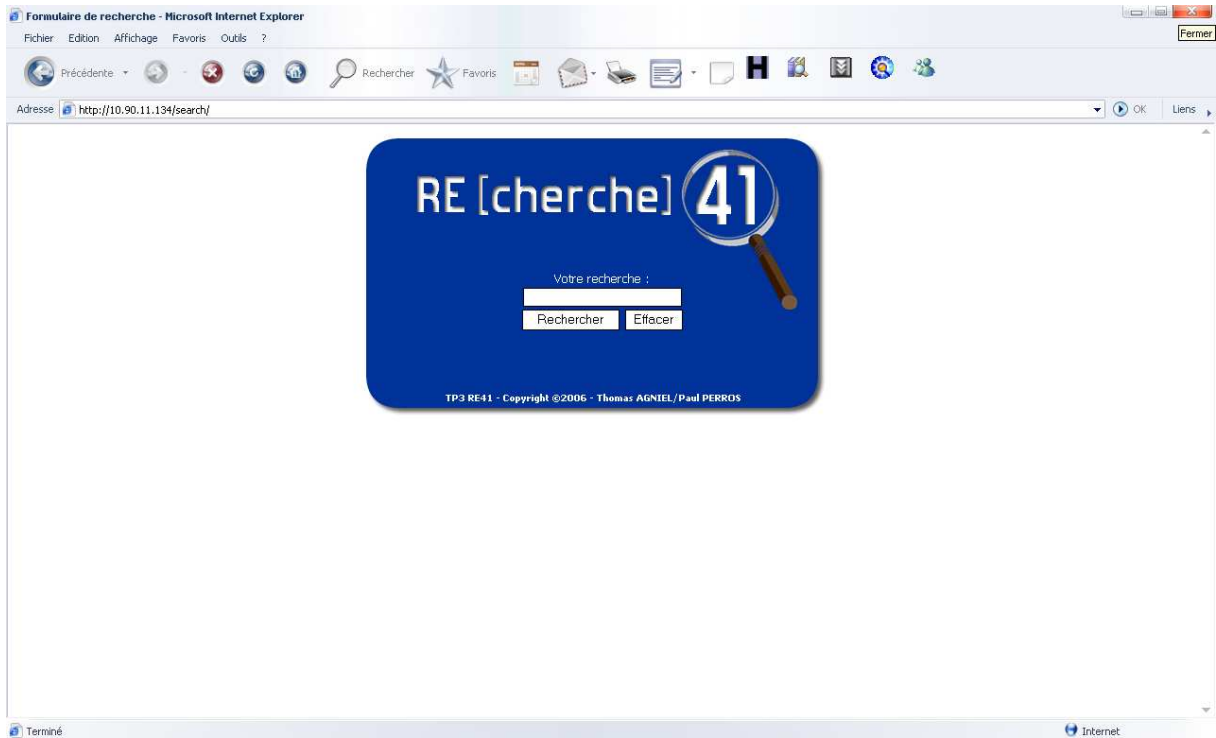 Formulaire de recherche - Microsoft Internet Explorer
Fermer
Fichier Edition Affichage Favoris Outils ?
Précédente Rechercher Favoris H
Adresse http://10.90.11.134/search/ OK Liens
RE [cherche] 41
Votre recherche :
Rechercher Effacer
TP3 RE41 - Copyright ©2006 - Thomas AGNIEL/Paul PERROS
Terminé Internet